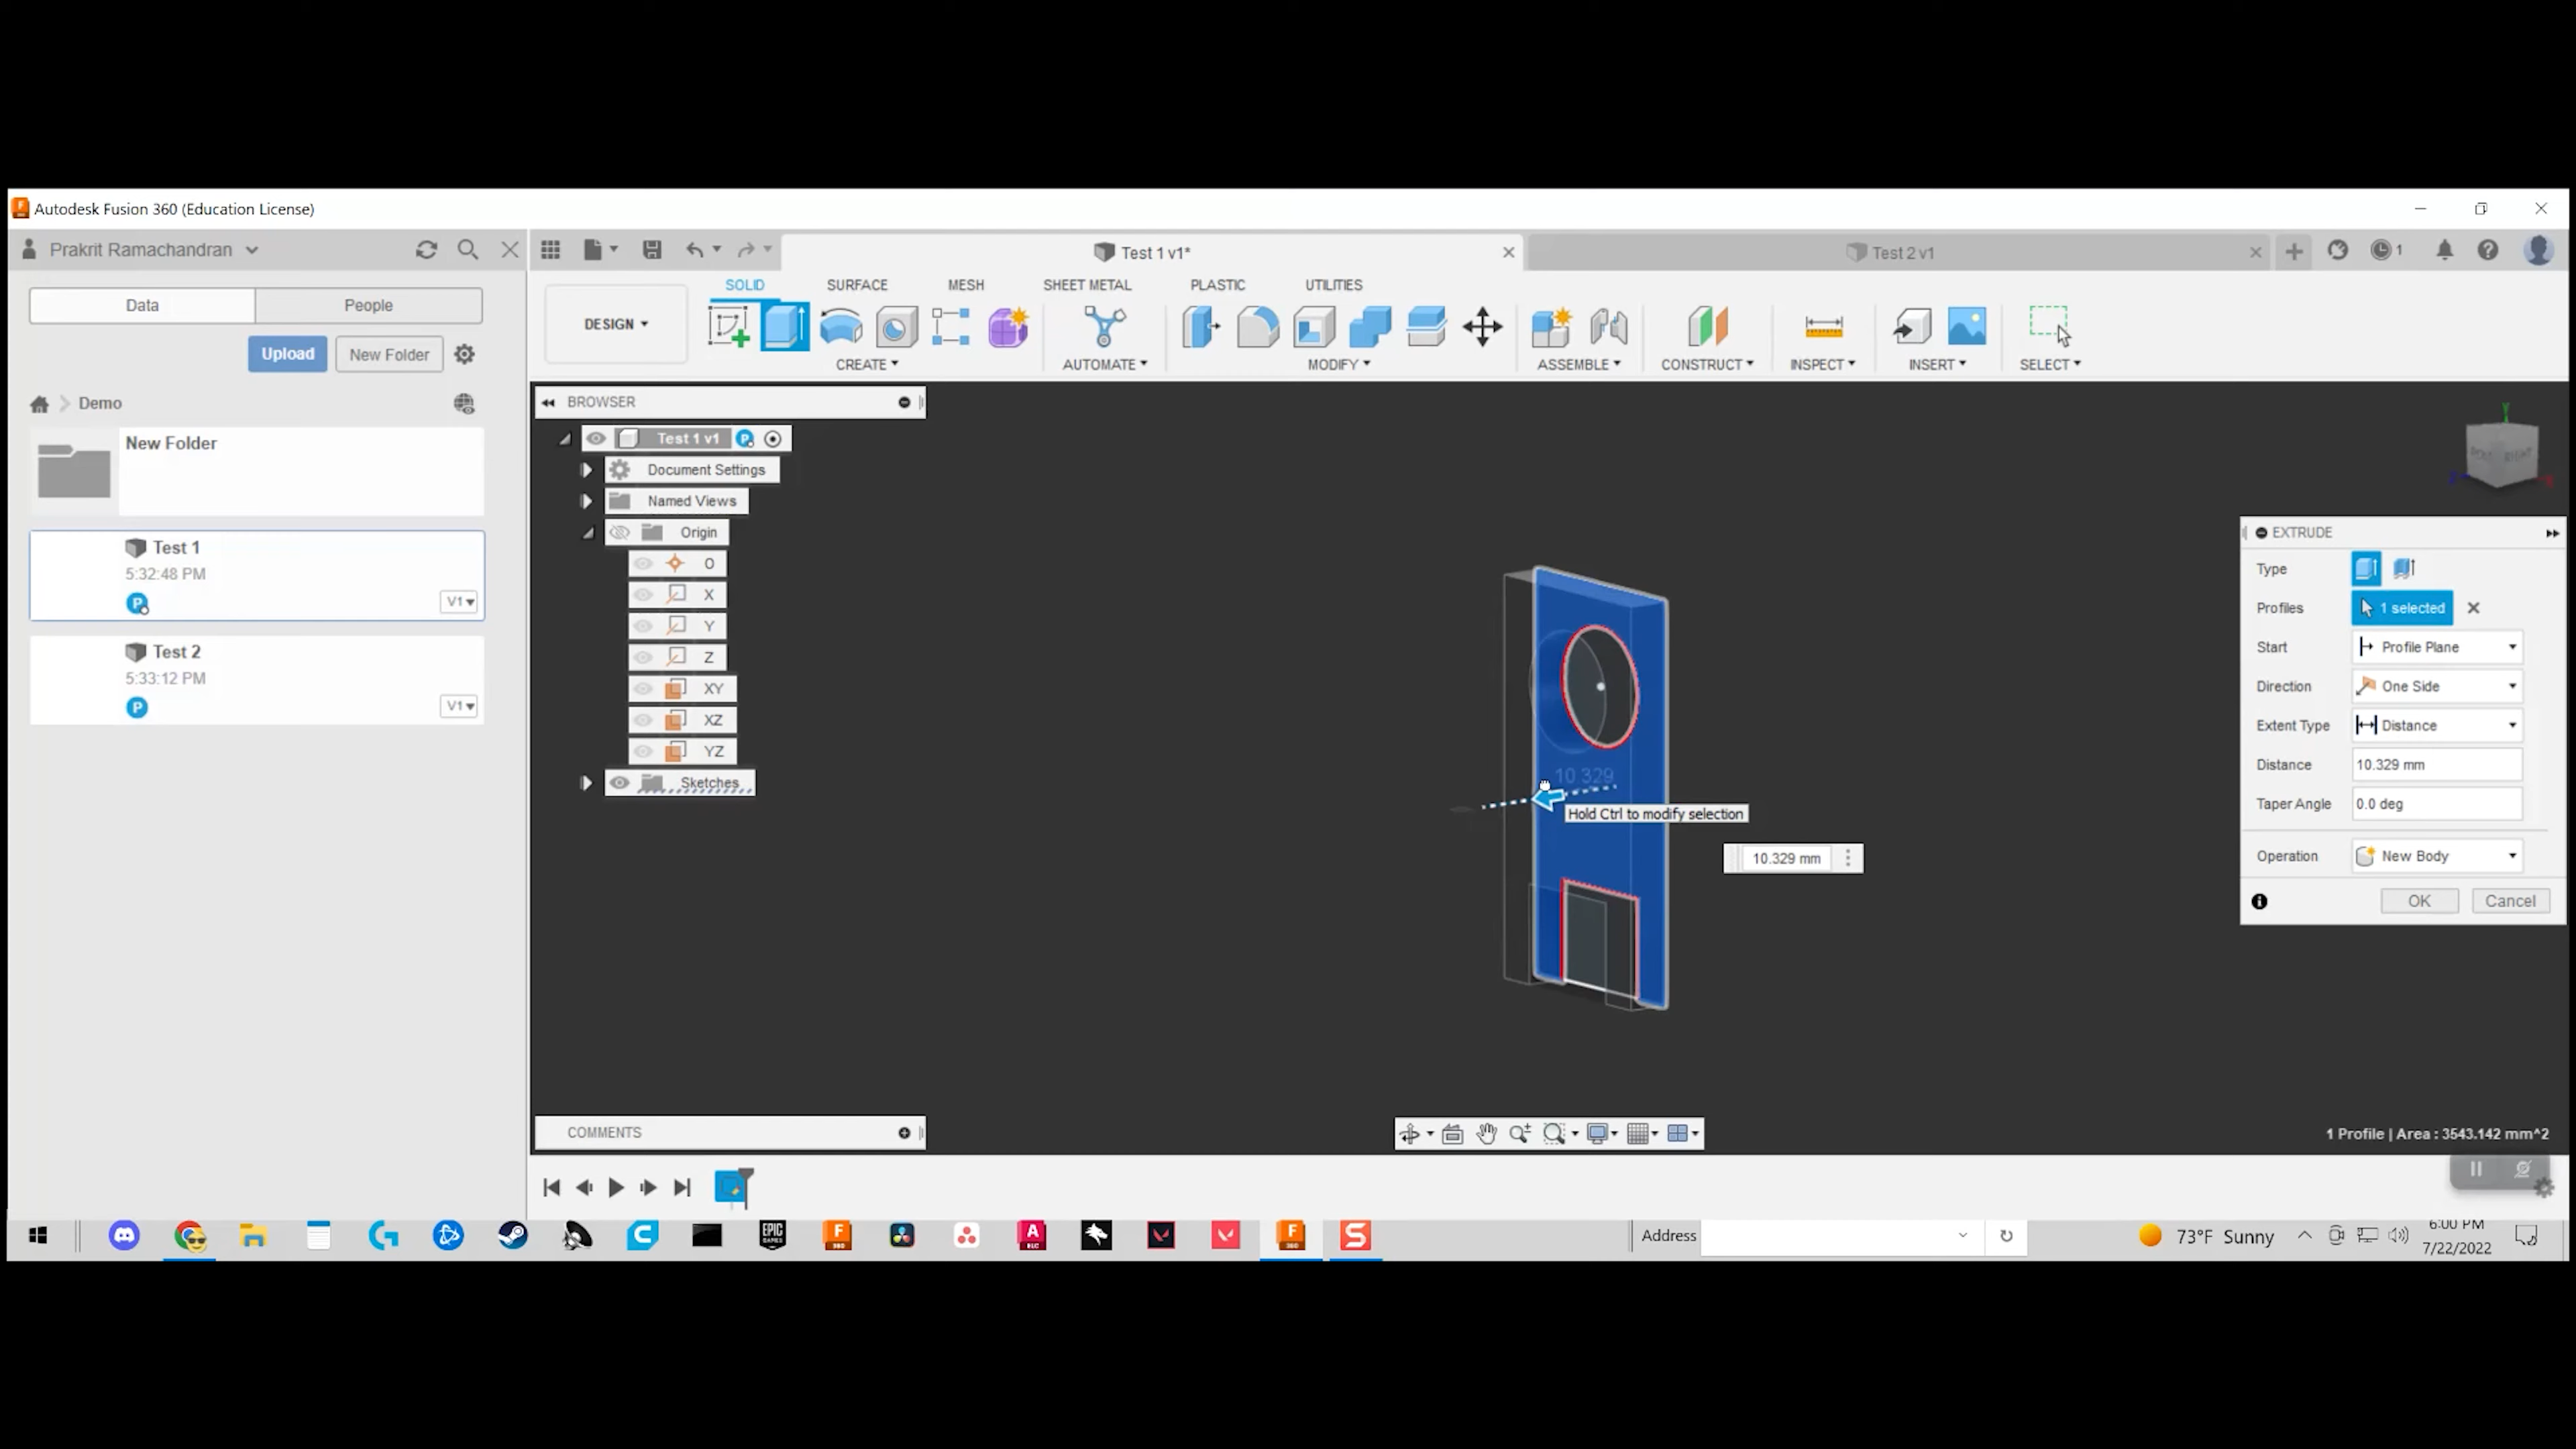 Autodesk Fusion 360 (Education License)
Prakrit Ramachandran
Test 1 v1*
Test 2 v1
1
Data
People
Upload
New Folder
Demo
New Folder
Test 1
5:32:48 PM
P
V1
Test 2
5:33:12 PM
P
V1
DESIGN
SOLID
SURFACE
MESH
SHEET METAL
PLASTIC
UTILITIES
CREATE
AUTOMATE
MODIFY
ASSEMBLE
CONSTRUCT
INSPECT
INSERT
SELECT
BROWSER
Test 1 v1
P
Document Settings
Named Views
Origin
O
X
Y
Z
XY
XZ
YZ
Sketches
10.329
Hold Ctrl to modify selection
10.329 mm
Y
RIGHT
EXTRUDE
Type
Profiles
1 selected
Start
Profile Plane
Direction
One Side
Extent Type
Distance
Distance
10.329 mm
Taper Angle
0.0 deg
Operation
New Body
OK
Cancel
COMMENTS
1 Profile | Area : 3543.142 mm^2
EPIC GAMES
Address
73°F Sunny
6:00 PM
7/22/2022